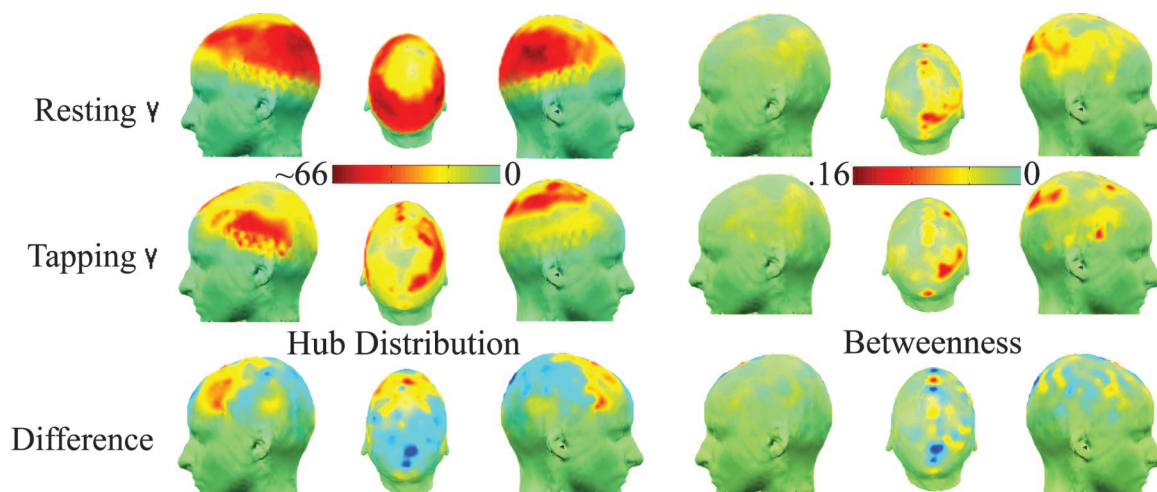 Resting γ
~66 0 .16 0
Tapping γ
Hub Distribution Betweenness
Difference